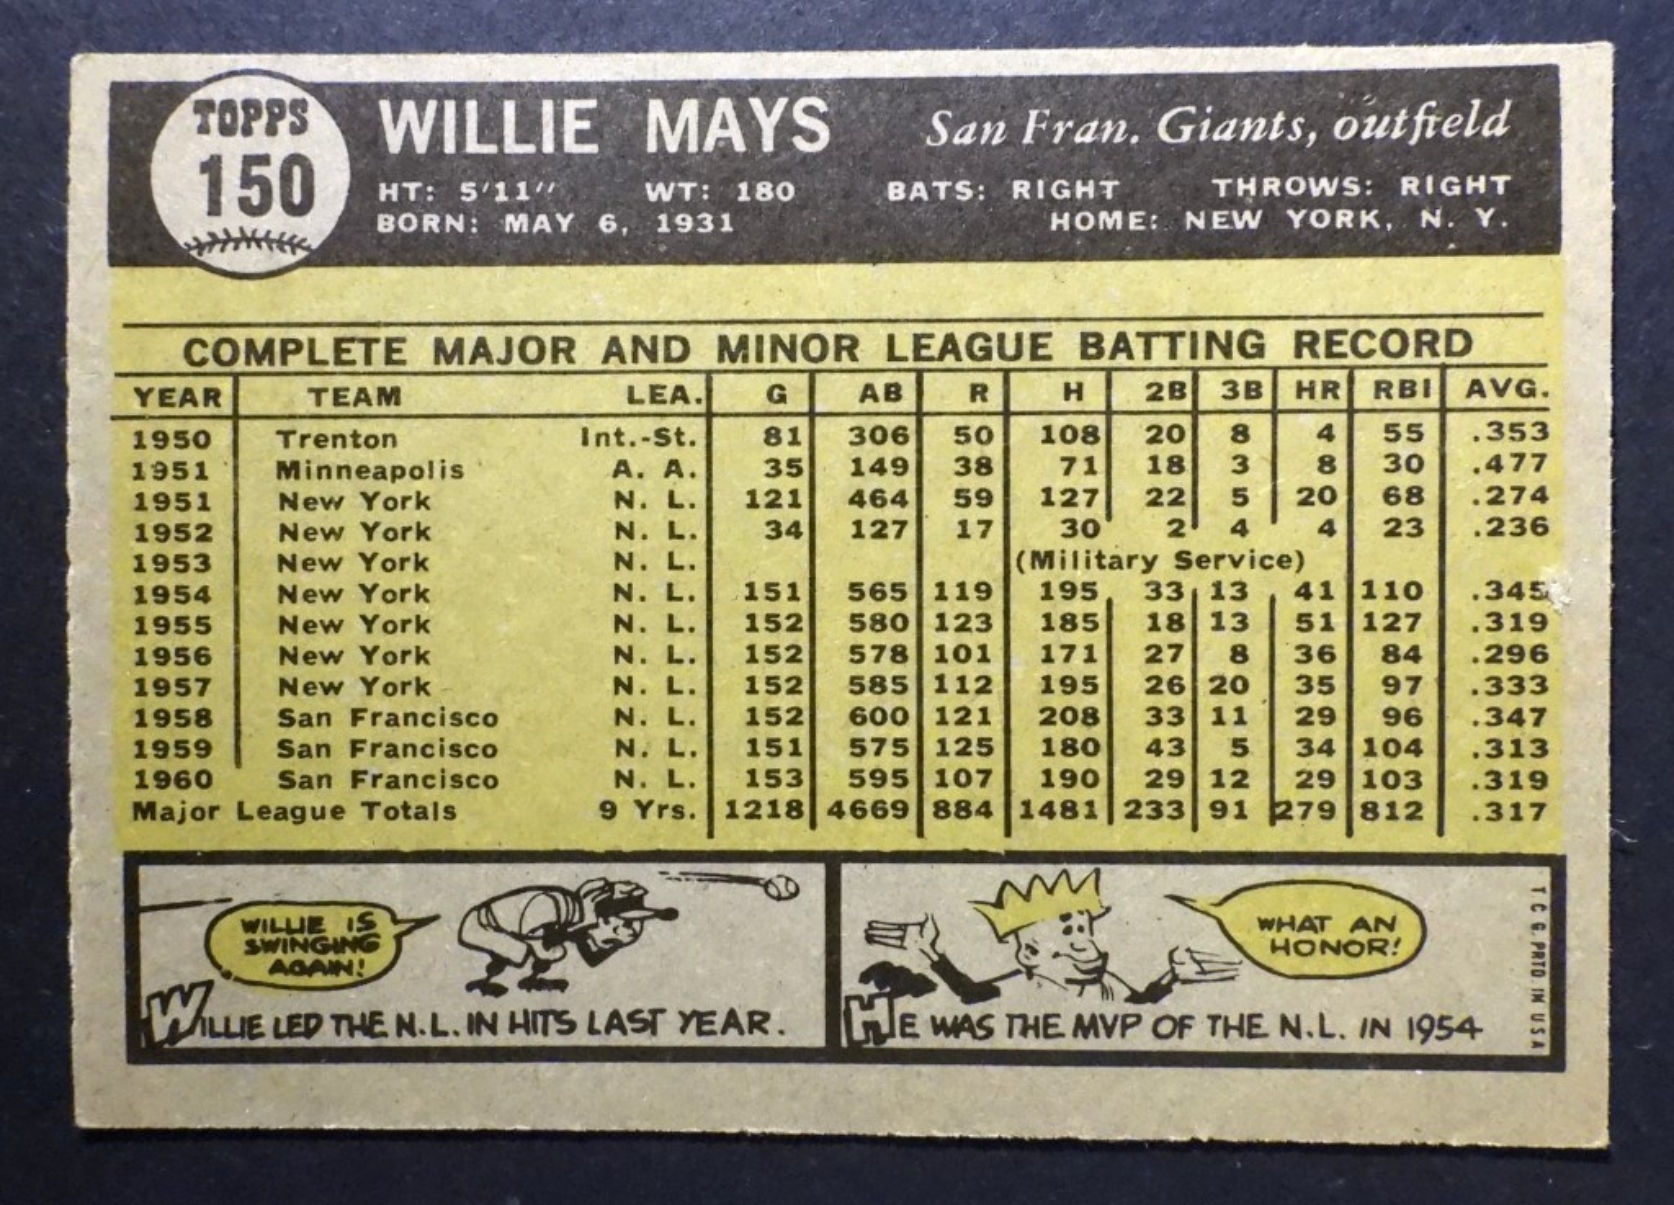 TOPPS
150
WILLIE MAYS San Fran. Giants, outfield
HT: 5'11" WT: 180 BATS: RIGHT THROWS: RIGHT
BORN: MAY 6, 1931 HOME: NEW YORK, N. Y.
COMPLETE MAJOR AND MINOR LEAGUE BATTING RECORD
YEAR TEAM LEA. G AB R H 2B 3B HR RBI AVG.
1950 Trenton Int.-St. 81 306 50 108 20 8 4 55 .353
1951 Minneapolis A. A. 35 149 38 71 18 3 8 30 .477
1951 New York N. L. 121 464 59 127 22 5 20 68 .274
1952 New York N. L. 34 127 17 30 2 4 4 23 .236
1953 New York N. L. (Military Service)
1954 New York N. L. 151 565 119 195 33 13 41 110 .345
1955 New York N. L. 152 580 123 185 18 13 51 127 .319
1956 New York N. L. 152 578 101 171 27 8 36 84 .296
1957 New York N. L. 152 585 112 195 26 20 35 97 .333
1958 San Francisco N. L. 152 600 121 208 33 11 29 96 .347
1959 San Francisco N. L. 151 575 125 180 43 5 34 104 .313
1960 San Francisco N. L. 153 595 107 190 29 12 29 103 .319
Major League Totals 9 Yrs. 1218 4669 884 1481 233 91 279 812 .317
WILLIE IS
SWINGING
AGAIN!
WILLIE LED THE N.L. IN HITS LAST YEAR.
WHAT AN
HONOR!
HE WAS THE MVP OF THE N.L. IN 1954
T. C. G. PRTD. IN USA